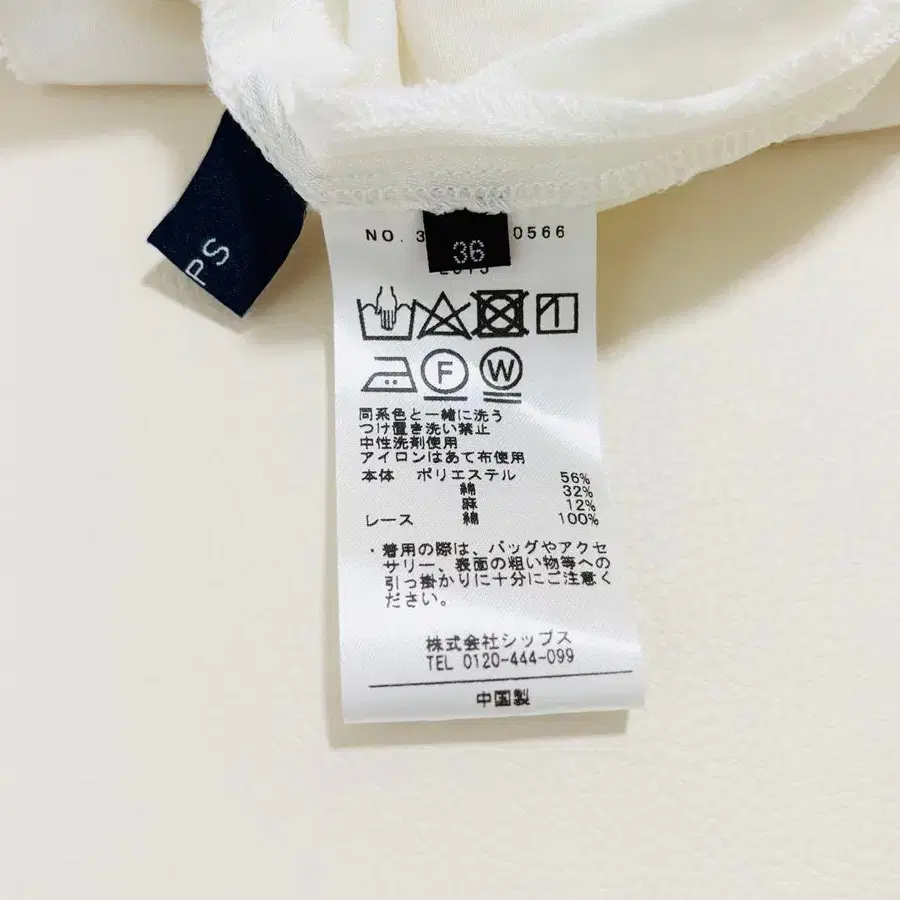 PS
NO. 3 0566
36
F W
同系色と一緒に洗う
つけ置き洗い禁止
中性洗剤使用
アイロンはあて布使用
本体 ポリエステル 56%
綿 32%
麻 12%
レース 綿 100%
・着用の際は、バッグやアクセ
サリー、表面の粗い物等への
引っ掛かりに十分にご注意く
ださい。
株式会社シップス
TEL 0120-444-099
中国製